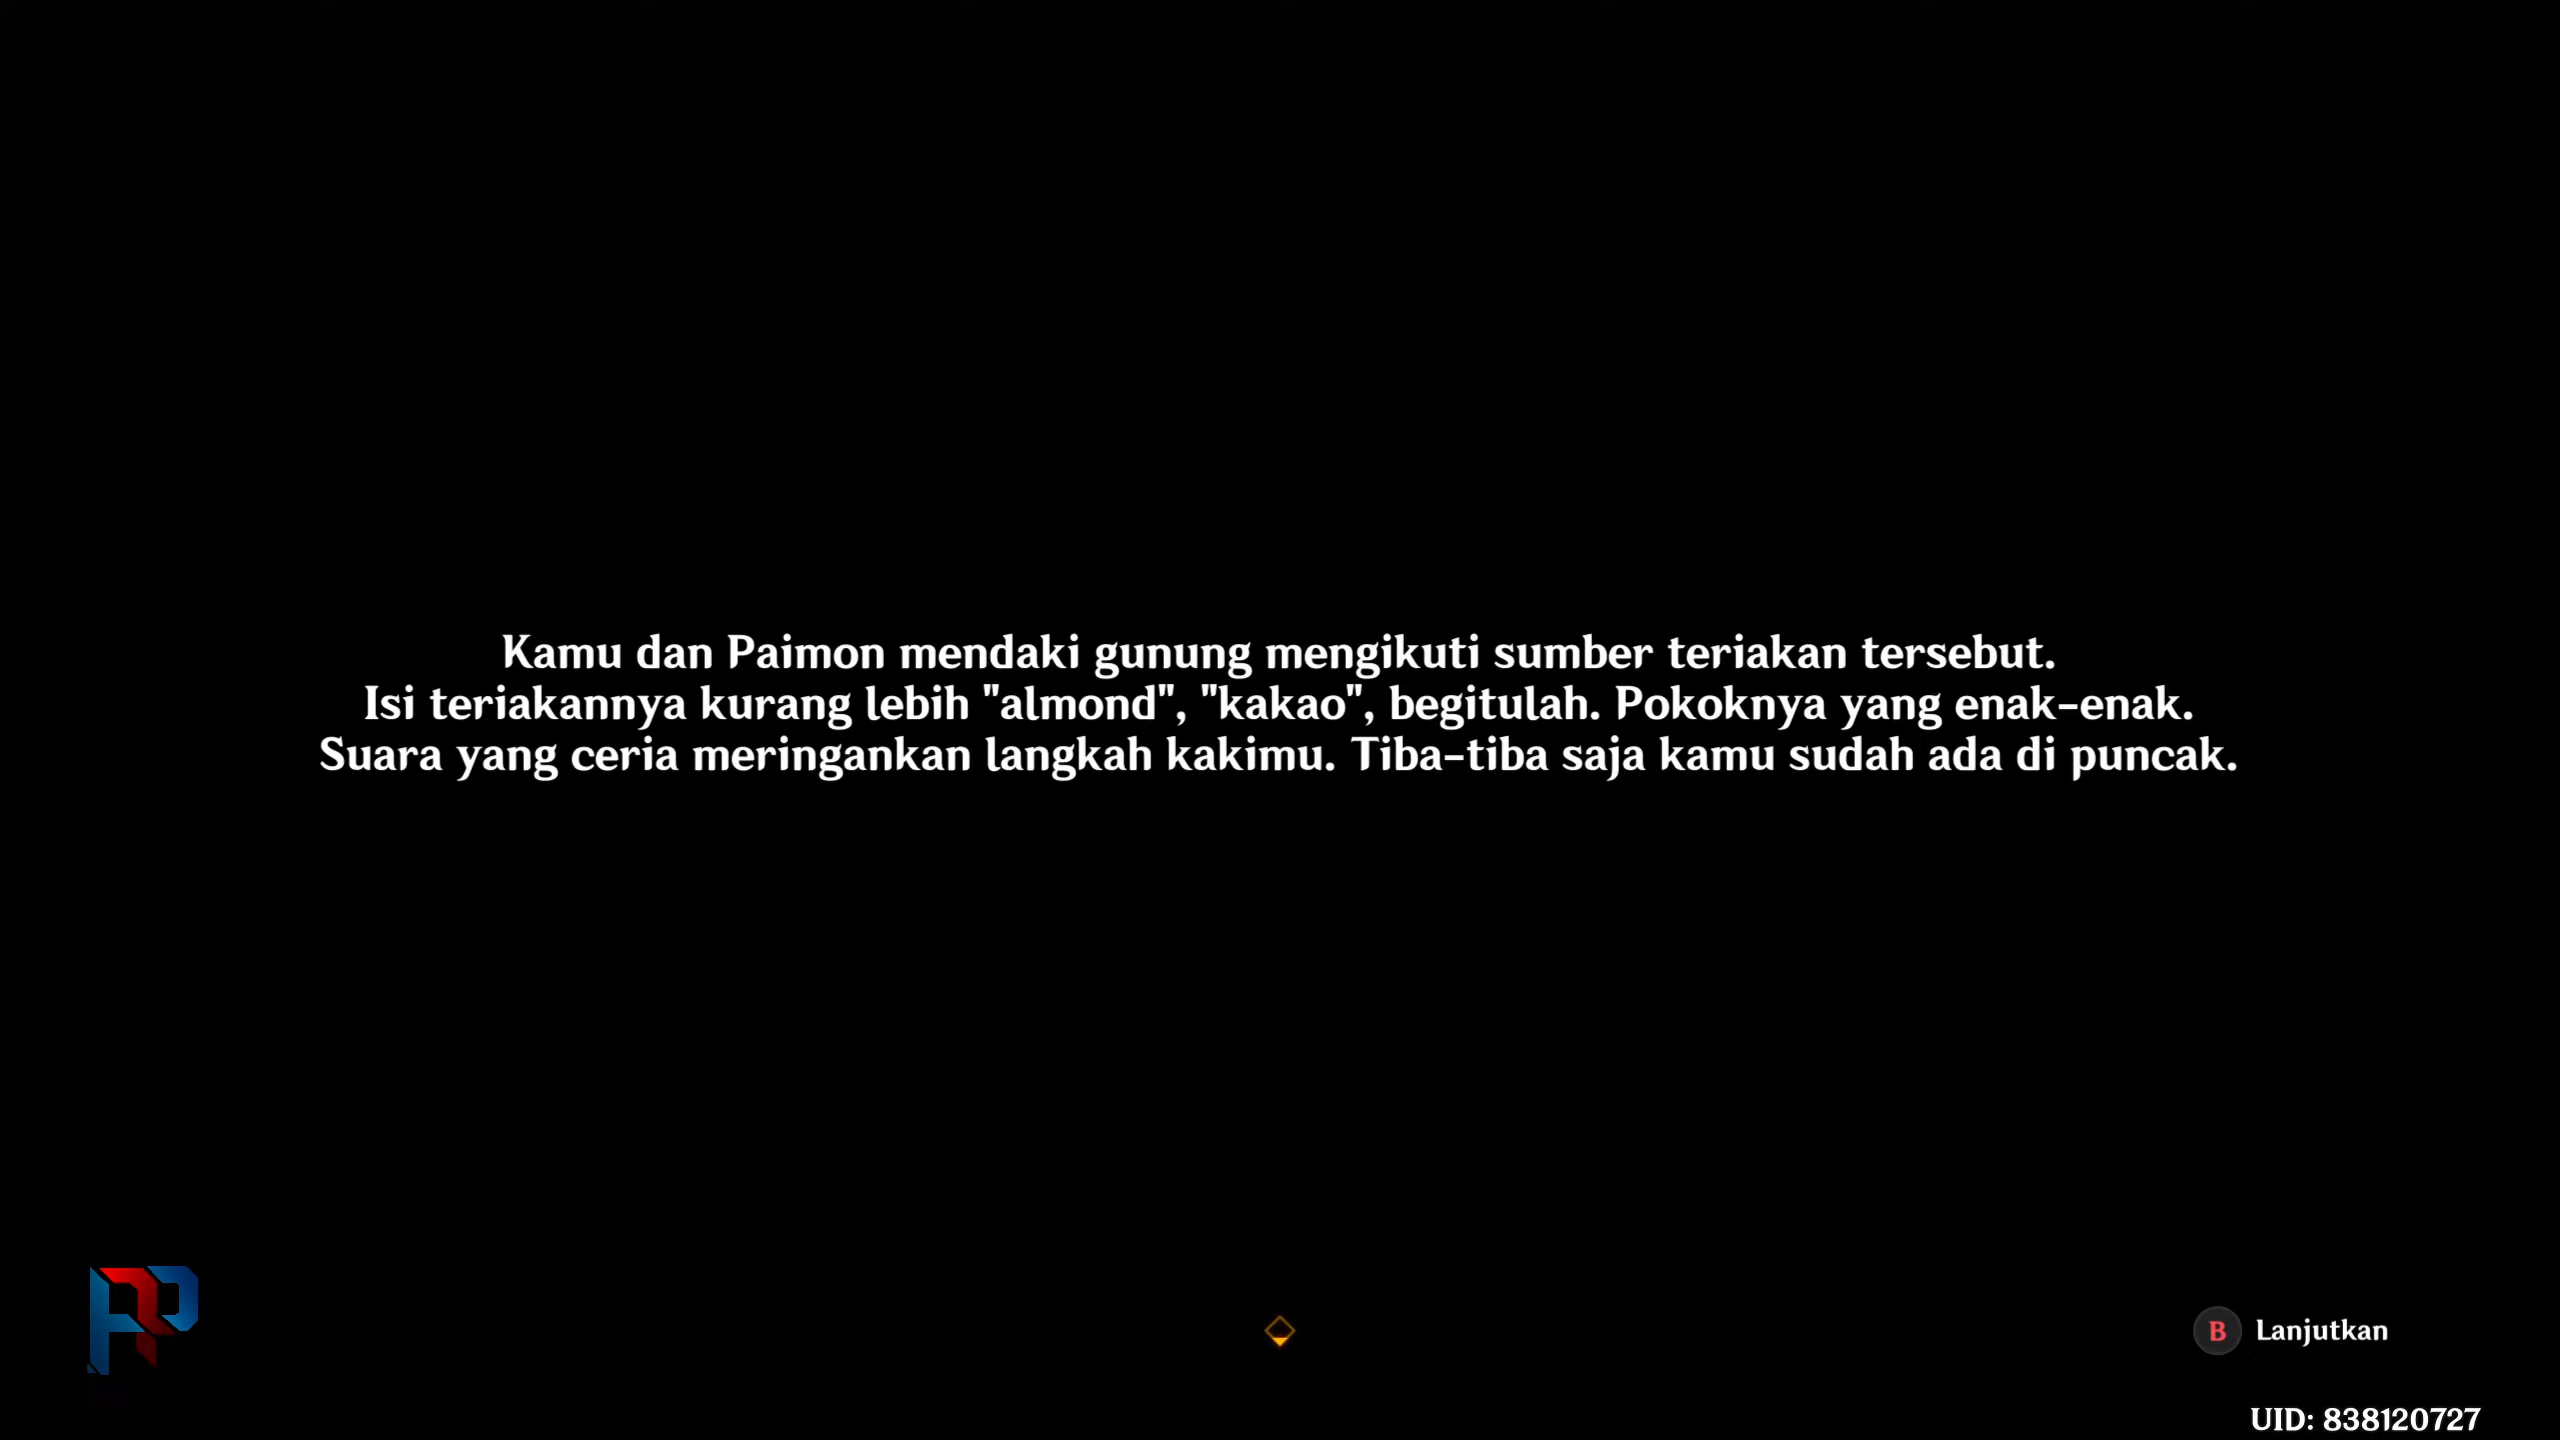 Kamu dan Paimon mendaki gunung mengikuti sumber teriakan tersebut.
Isi teriakannya kurang lebih "almond", "kakao", begitulah. Pokoknya yang enak-enak.
Suara yang ceria meringankan langkah kakimu. Tiba-tiba saja kamu sudah ada di puncak.
B Lanjutkan
UID: 838120727